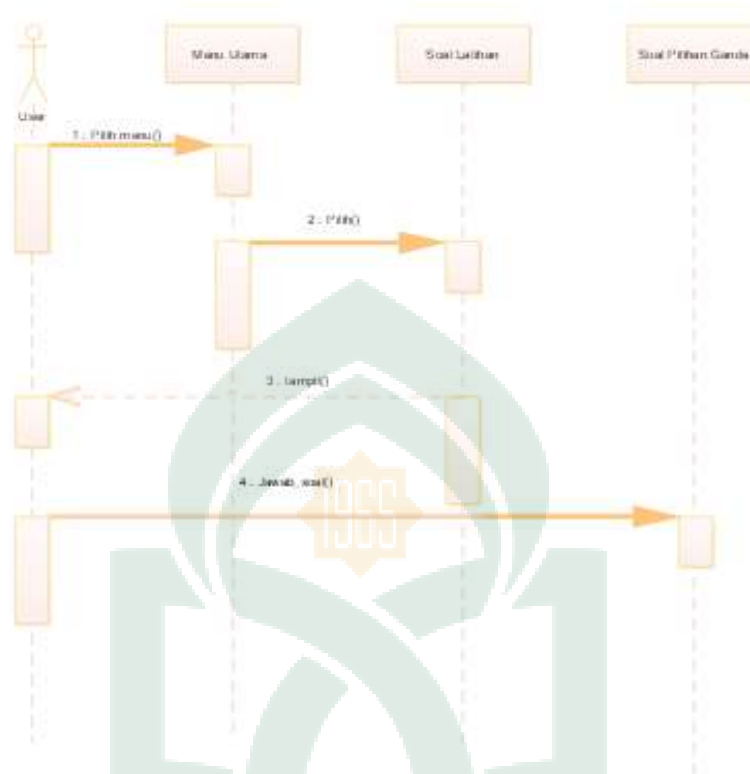 Menu Utama
Soal Latihan
Soal Pilihan Ganda
User
1 : Pilih menu()
2 : Pilih()
3 : tampil()
4 : Jawab_soal()
1965